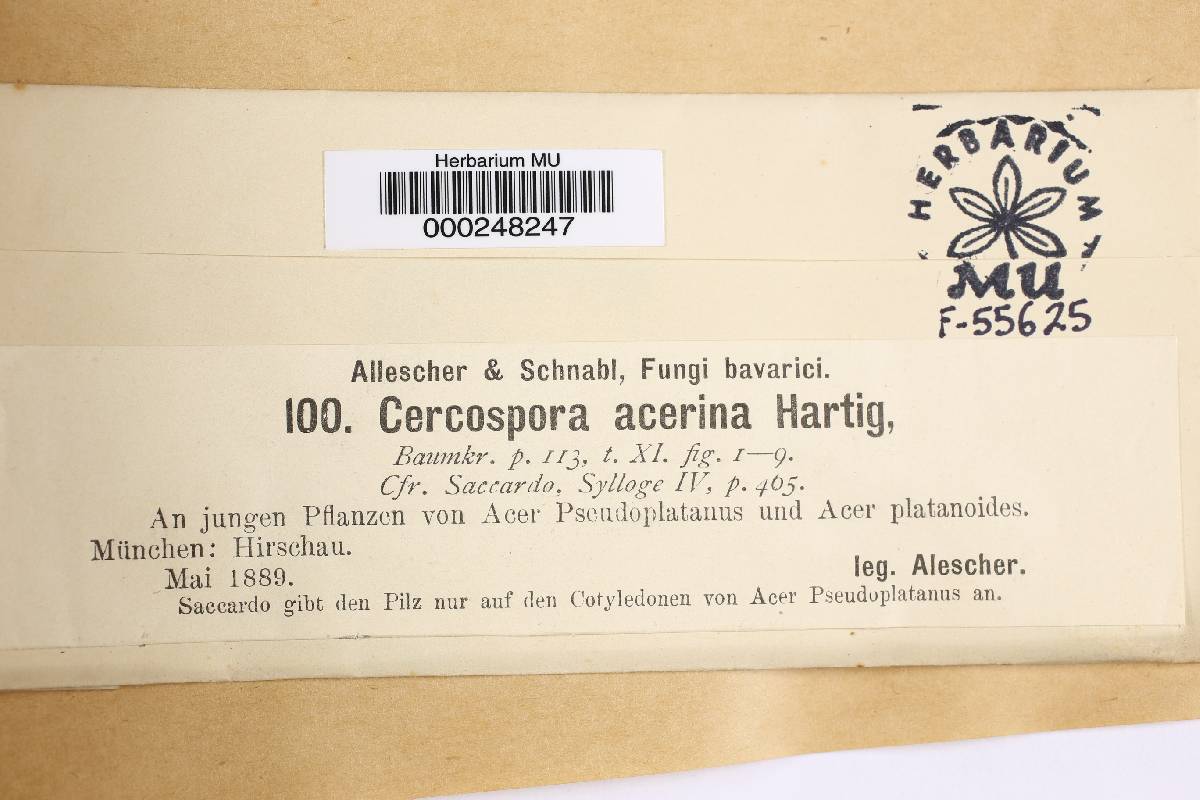 Herbarium MU
000248247
HERBARIUM
MU
F-55625
Allescher & Schnabl, Fungi bavarici.
100. Cercospora acerina Hartig,
Baumkr. p. 113, t. XI. fig. 1—9.
Cfr. Saccardo, Sylloge IV, p. 465.
An jungen Pflanzen von Acer Pseudoplatanus und Acer platanoides.
München: Hirschau.
Mai 1889.
leg. Alescher.
Saccardo gibt den Pilz nur auf den Cotyledonen von Acer Pseudoplatanus an.